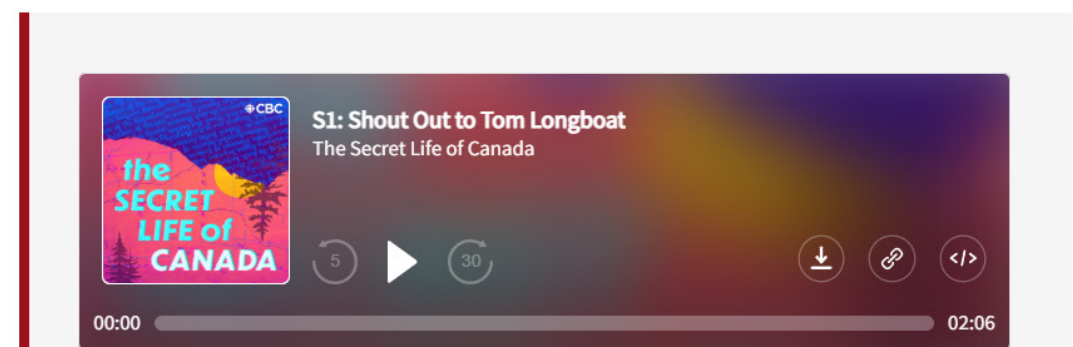 CBC
the
SECRET
LIFE of
CANADA
S1: Shout Out to Tom Longboat
The Secret Life of Canada
5
30
</>
00:00
02:06